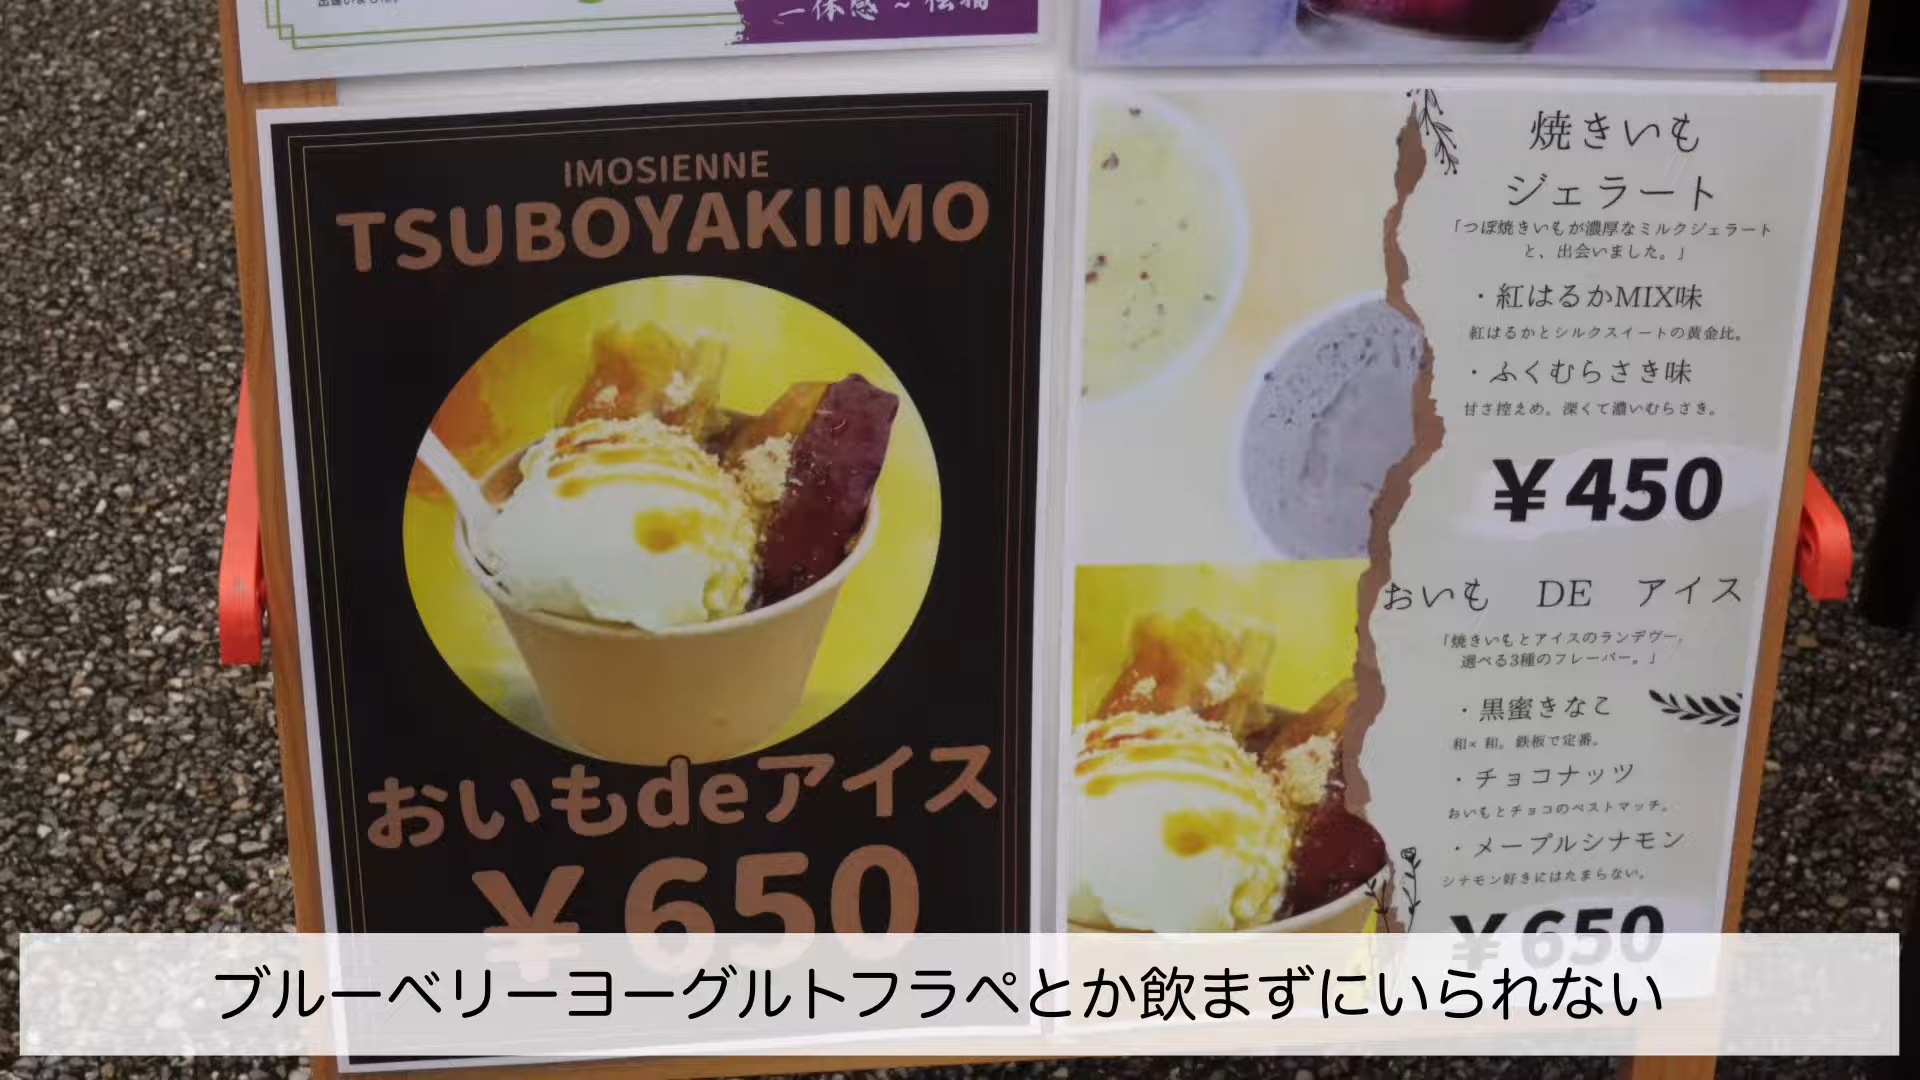 一体感～
IMOSIENNE
TSUBOYAKIIMO
おいもdeアイス
￥650
焼きいも
ジェラート
「つぼ焼きいもが濃厚なミルクジェラート
と、出会いました。」
・紅はるかMIX味
紅はるかとシルクスイートの黄金比。
・ふくむらさき味
甘さ控えめ。深くて濃いむらさき。
￥450
おいも DE アイス
「焼きいもとアイスのランデヴー。
選べる3種のフレーバー。」
・黒蜜きなこ
和×和。鉄板で定番。
・チョコナッツ
おいもとチョコのベストマッチ。
・メープルシナモン
シナモン好きにはたまらない。
￥650
ブルーベリーヨーグルトフラペとか飲まずにいられない